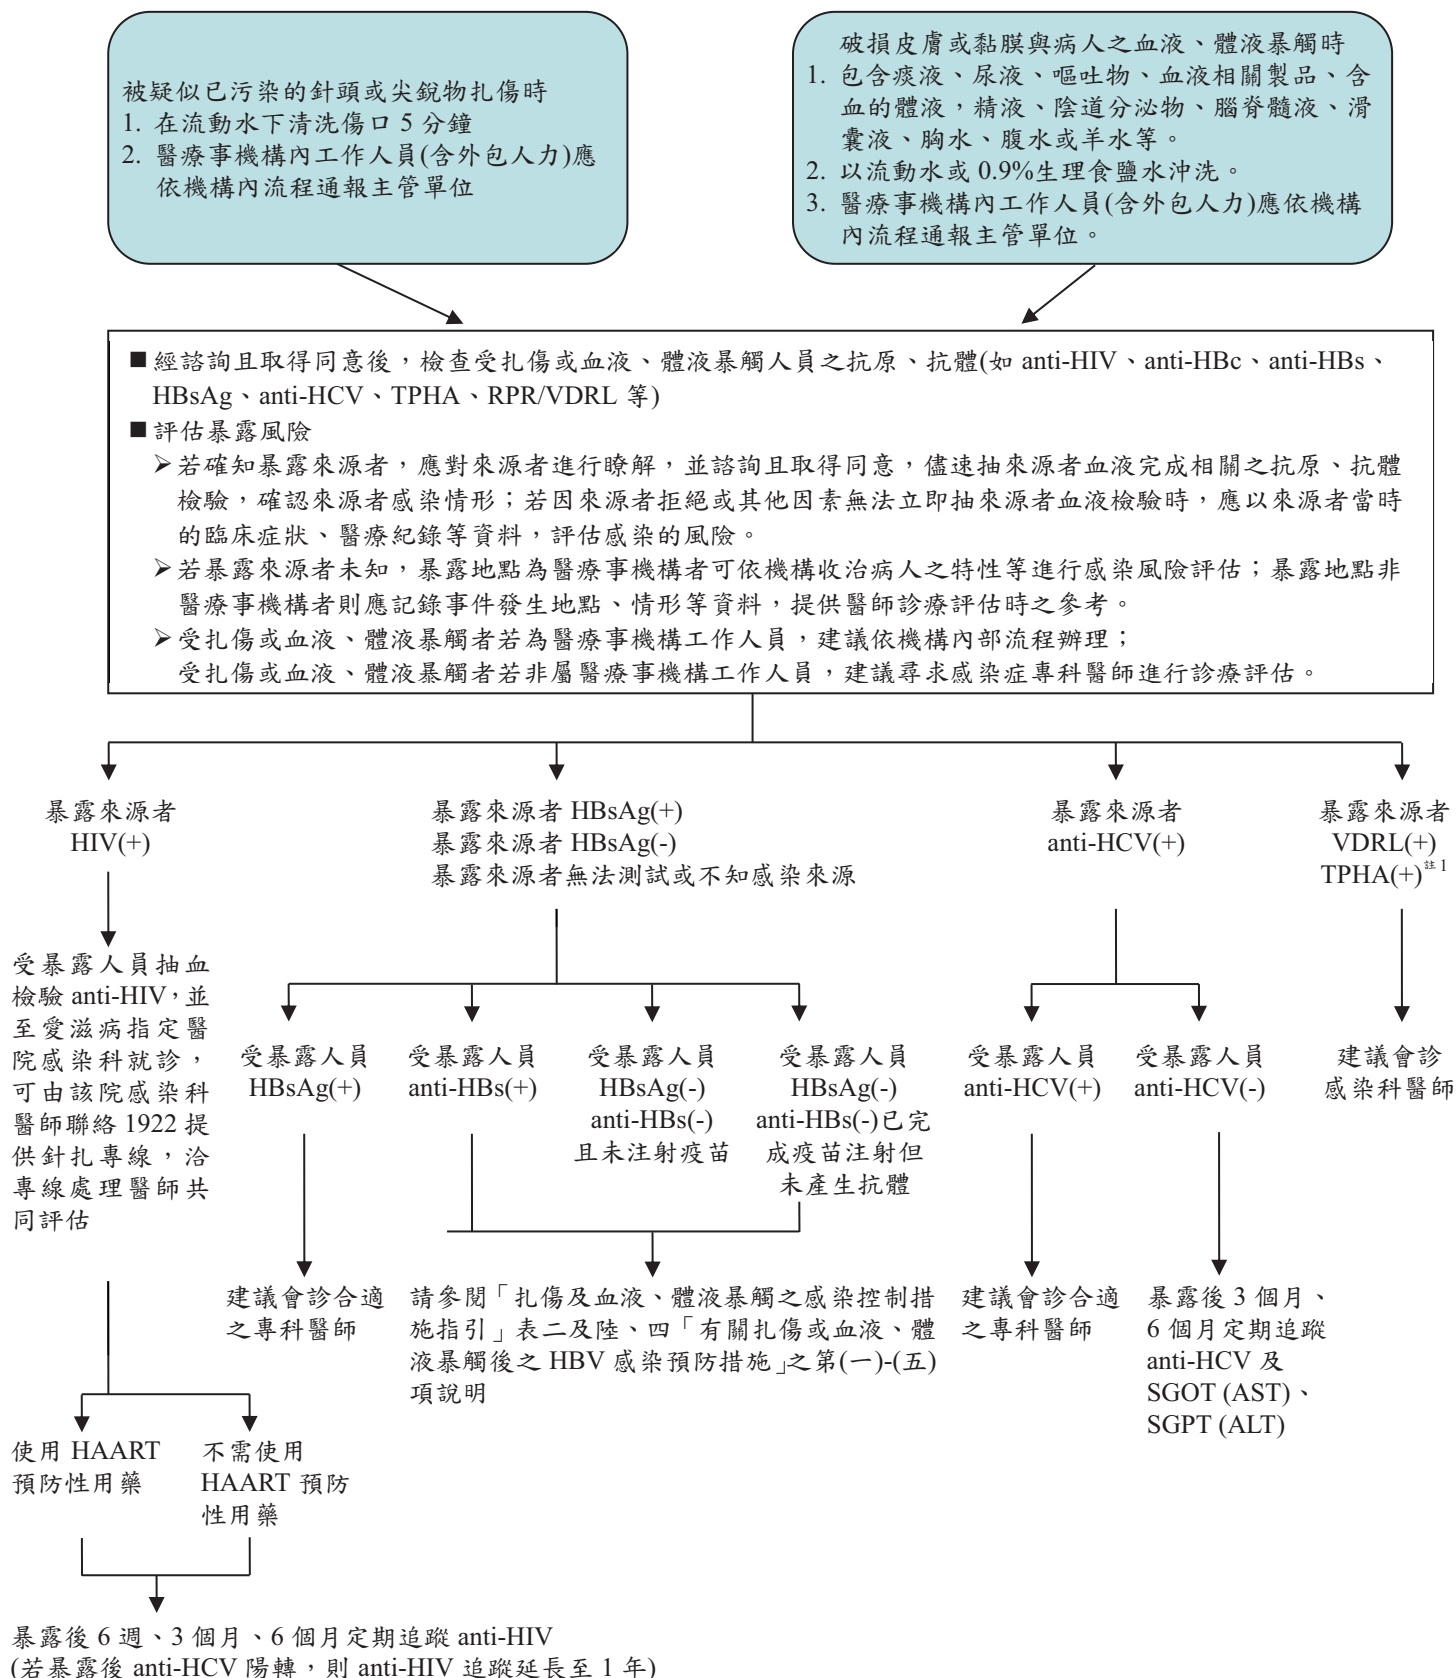 被疑似已污染的針頭或尖銳物扎傷時
1. 在流動水下清洗傷口 5 分鐘
2. 醫療事機構內工作人員(含外包人力)應
依機構內流程通報主管單位
破損皮膚或黏膜與病人之血液、體液暴觸時
1. 包含痰液、尿液、嘔吐物、血液相關製品、含
血的體液，精液、陰道分泌物、腦脊髓液、滑
囊液、胸水、腹水或羊水等。
2. 以流動水或 0.9%生理食鹽水沖洗。
3. 醫療事機構內工作人員(含外包人力)應依機構
內流程通報主管單位。
■ 經諮詢且取得同意後，檢查受扎傷或血液、體液暴觸人員之抗原、抗體(如 anti-HIV、anti-HBc、anti-HBs、
HBsAg、anti-HCV、TPHA、RPR/VDRL 等)
■ 評估暴露風險
➢ 若確知暴露來源者，應對來源者進行瞭解，並諮詢且取得同意，儘速抽來源者血液完成相關之抗原、抗體
檢驗，確認來源者感染情形；若因來源者拒絕或其他因素無法立即抽來源者血液檢驗時，應以來源者當時
的臨床症狀、醫療紀錄等資料，評估感染的風險。
➢ 若暴露來源者未知，暴露地點為醫療事機構者可依機構收治病人之特性等進行感染風險評估；暴露地點非
醫療事機構者則應記錄事件發生地點、情形等資料，提供醫師診療評估時之參考。
➢ 受扎傷或血液、體液暴觸者若為醫療事機構工作人員，建議依機構內部流程辦理；
受扎傷或血液、體液暴觸者若非屬醫療事機構工作人員，建議尋求感染症專科醫師進行診療評估。
暴露來源者
HIV(+)
暴露來源者 HBsAg(+)
暴露來源者 HBsAg(-)
暴露來源者無法測試或不知感染來源
暴露來源者
anti-HCV(+)
暴露來源者
VDRL(+)
TPHA(+)註1
受暴露人員抽血
檢驗 anti-HIV，並
至愛滋病指定醫
院感染科就診，
可由該院感染科
醫師聯絡 1922 提
供針扎專線，洽
專線處理醫師共
同評估
受暴露人員
HBsAg(+)
受暴露人員
anti-HBs(+)
受暴露人員
HBsAg(-)
anti-HBs(-)
且未注射疫苗
受暴露人員
HBsAg(-)
anti-HBs(-)已完
成疫苗注射但
未產生抗體
受暴露人員
anti-HCV(+)
受暴露人員
anti-HCV(-)
建議會診
感染科醫師
建議會診合適
之專科醫師
請參閱「扎傷及血液、體液暴觸之感染控制措
施指引」表二及陸、四「有關扎傷或血液、體
液暴觸後之 HBV 感染預防措施」之第(一)-(五)
項說明
建議會診合適
之專科醫師
暴露後 3 個月、
6 個月定期追蹤
anti-HCV 及
SGOT (AST)、
SGPT (ALT)
使用 HAART
預防性用藥
不需使用
HAART 預防
性用藥
暴露後 6 週、3 個月、6 個月定期追蹤 anti-HIV
(若暴露後 anti-HCV 陽轉，則 anti-HIV 追蹤延長至 1 年)